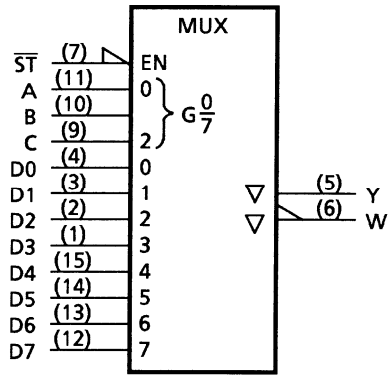 MUX
S̅T̅ (7) EN
A (11) 0
B (10)
C (9) 2
G 0/7
D0 (4) 0
D1 (3) 1
D2 (2) 2
D3 (1) 3
D4 (15) 4
D5 (14) 5
D6 (13) 6
D7 (12) 7
▽ (5) Y
▽ (6) W